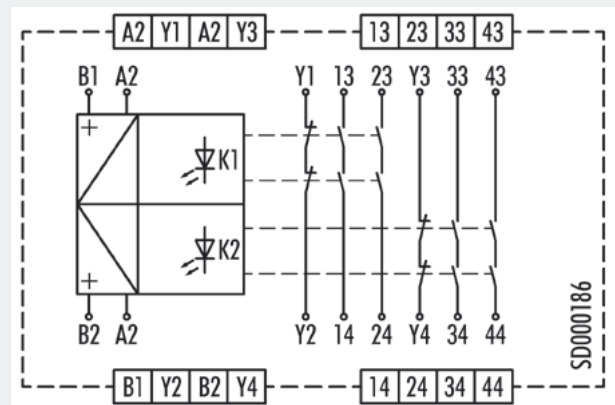 A2 Y1 A2 Y3 13 23 33 43
B1 A2 Y1 13 23 Y3 33 43
+
K1
K2
+
B2 A2 Y2 14 24 Y4 34 44
SD000186
B1 Y2 B2 Y4 14 24 34 44